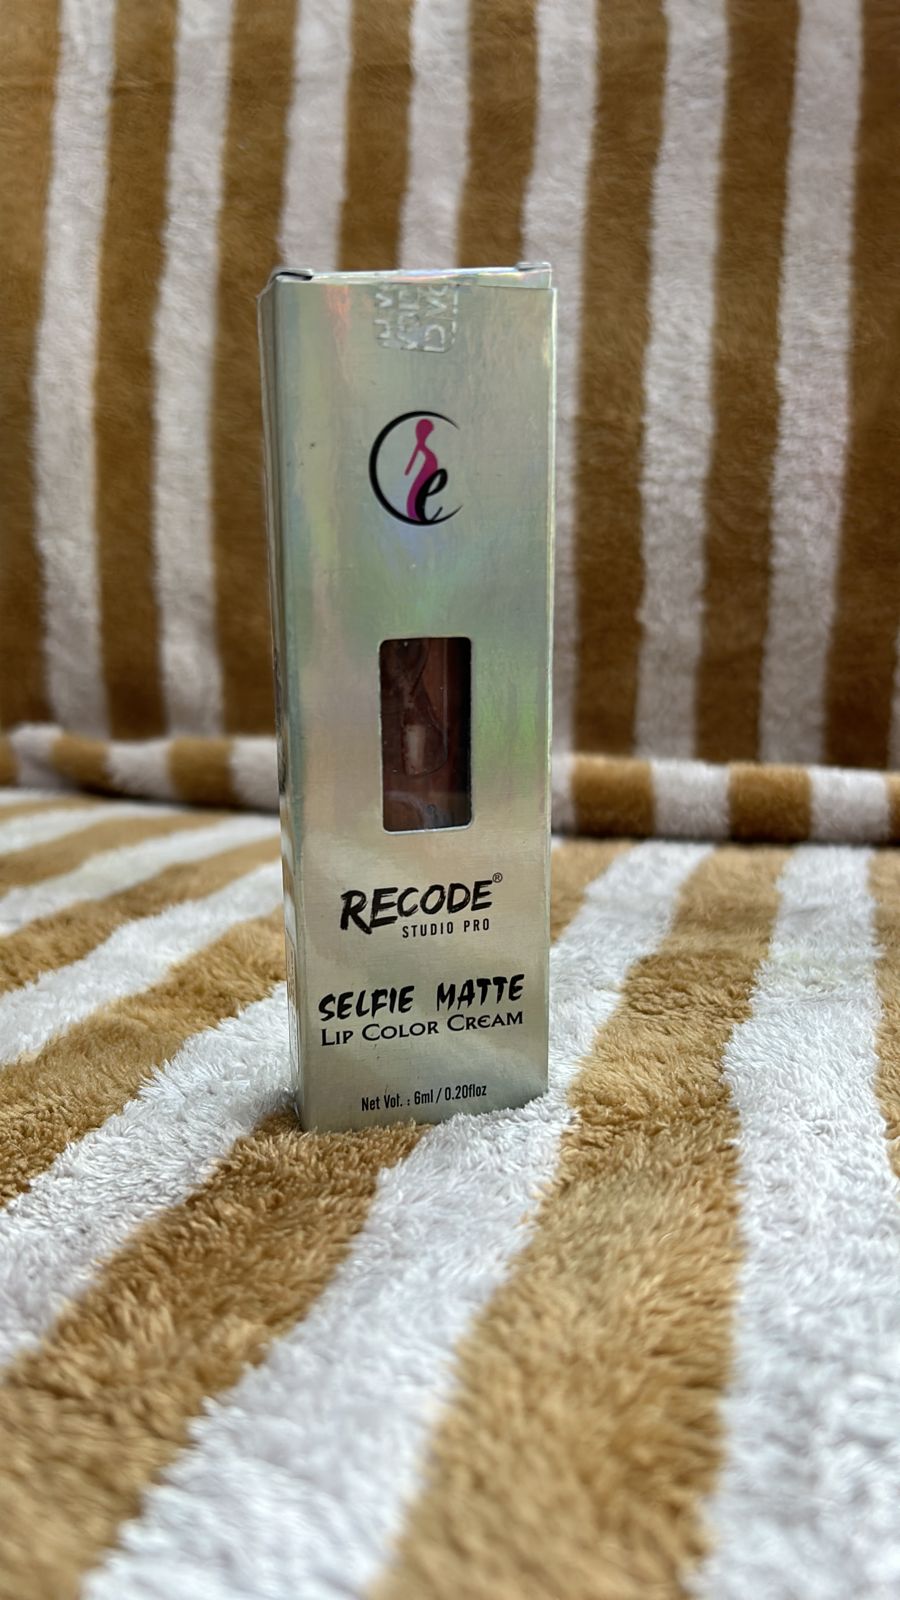 e
RECODE®
STUDIO PRO
SELFIE MATTE
LIP COLOR CREAM
Net Vol. : 6ml / 0.20floz